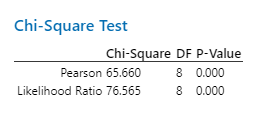 Chi-Square Test
Chi-Square DF P-Value
Pearson 65.660 8 0.000
Likelihood Ratio 76.565 8 0.000